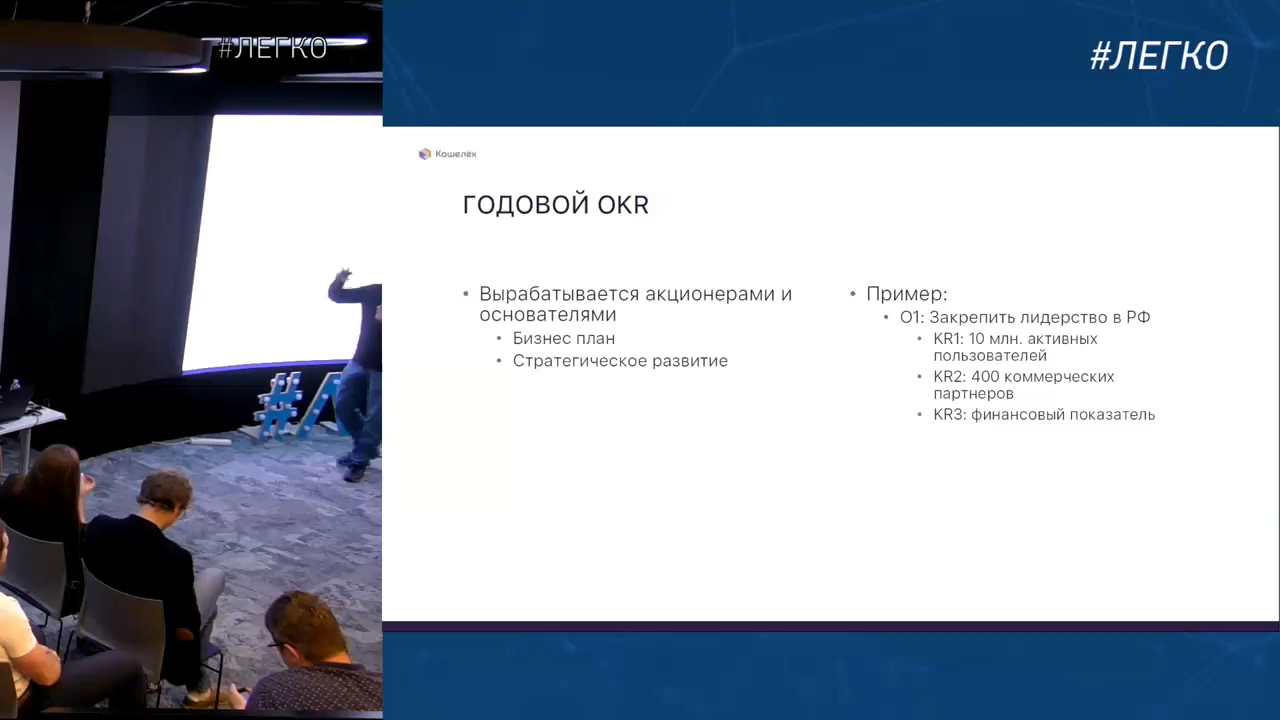 #ЛЕГКО
#ЛЕГКО
Кошелёк
ГОДОВОЙ OKR
• Вырабатывается акционерами и
основателями
• Бизнес план
• Стратегическое развитие
• Пример:
• O1: Закрепить лидерство в РФ
• KR1: 10 млн. активных
пользователей
• KR2: 400 коммерческих
партнеров
• KR3: финансовый показатель
#Л